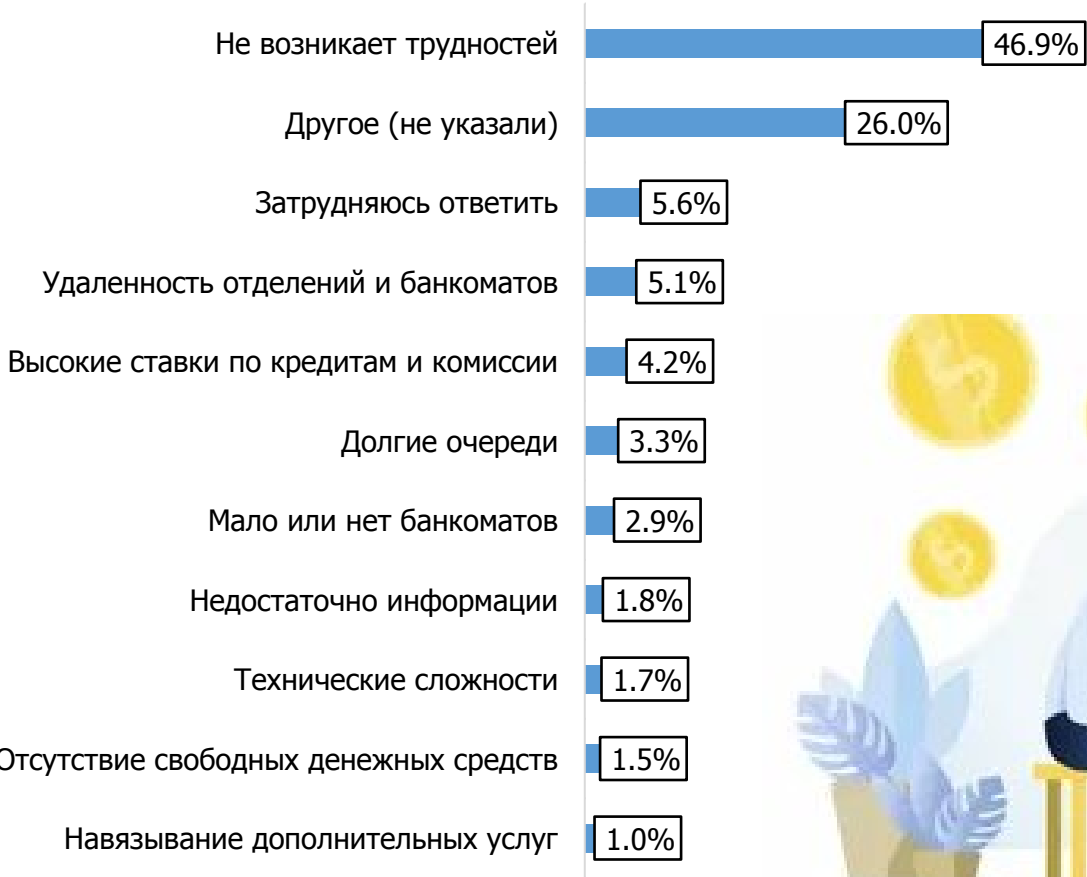 Не возникает трудностей 46.9%
Другое (не указали) 26.0%
Затрудняюсь ответить 5.6%
Удаленность отделений и банкоматов 5.1%
Высокие ставки по кредитам и комиссии 4.2%
Долгие очереди 3.3%
Мало или нет банкоматов 2.9%
Недостаточно информации 1.8%
Технические сложности 1.7%
Отсутствие свободных денежных средств 1.5%
Навязывание дополнительных услуг 1.0%